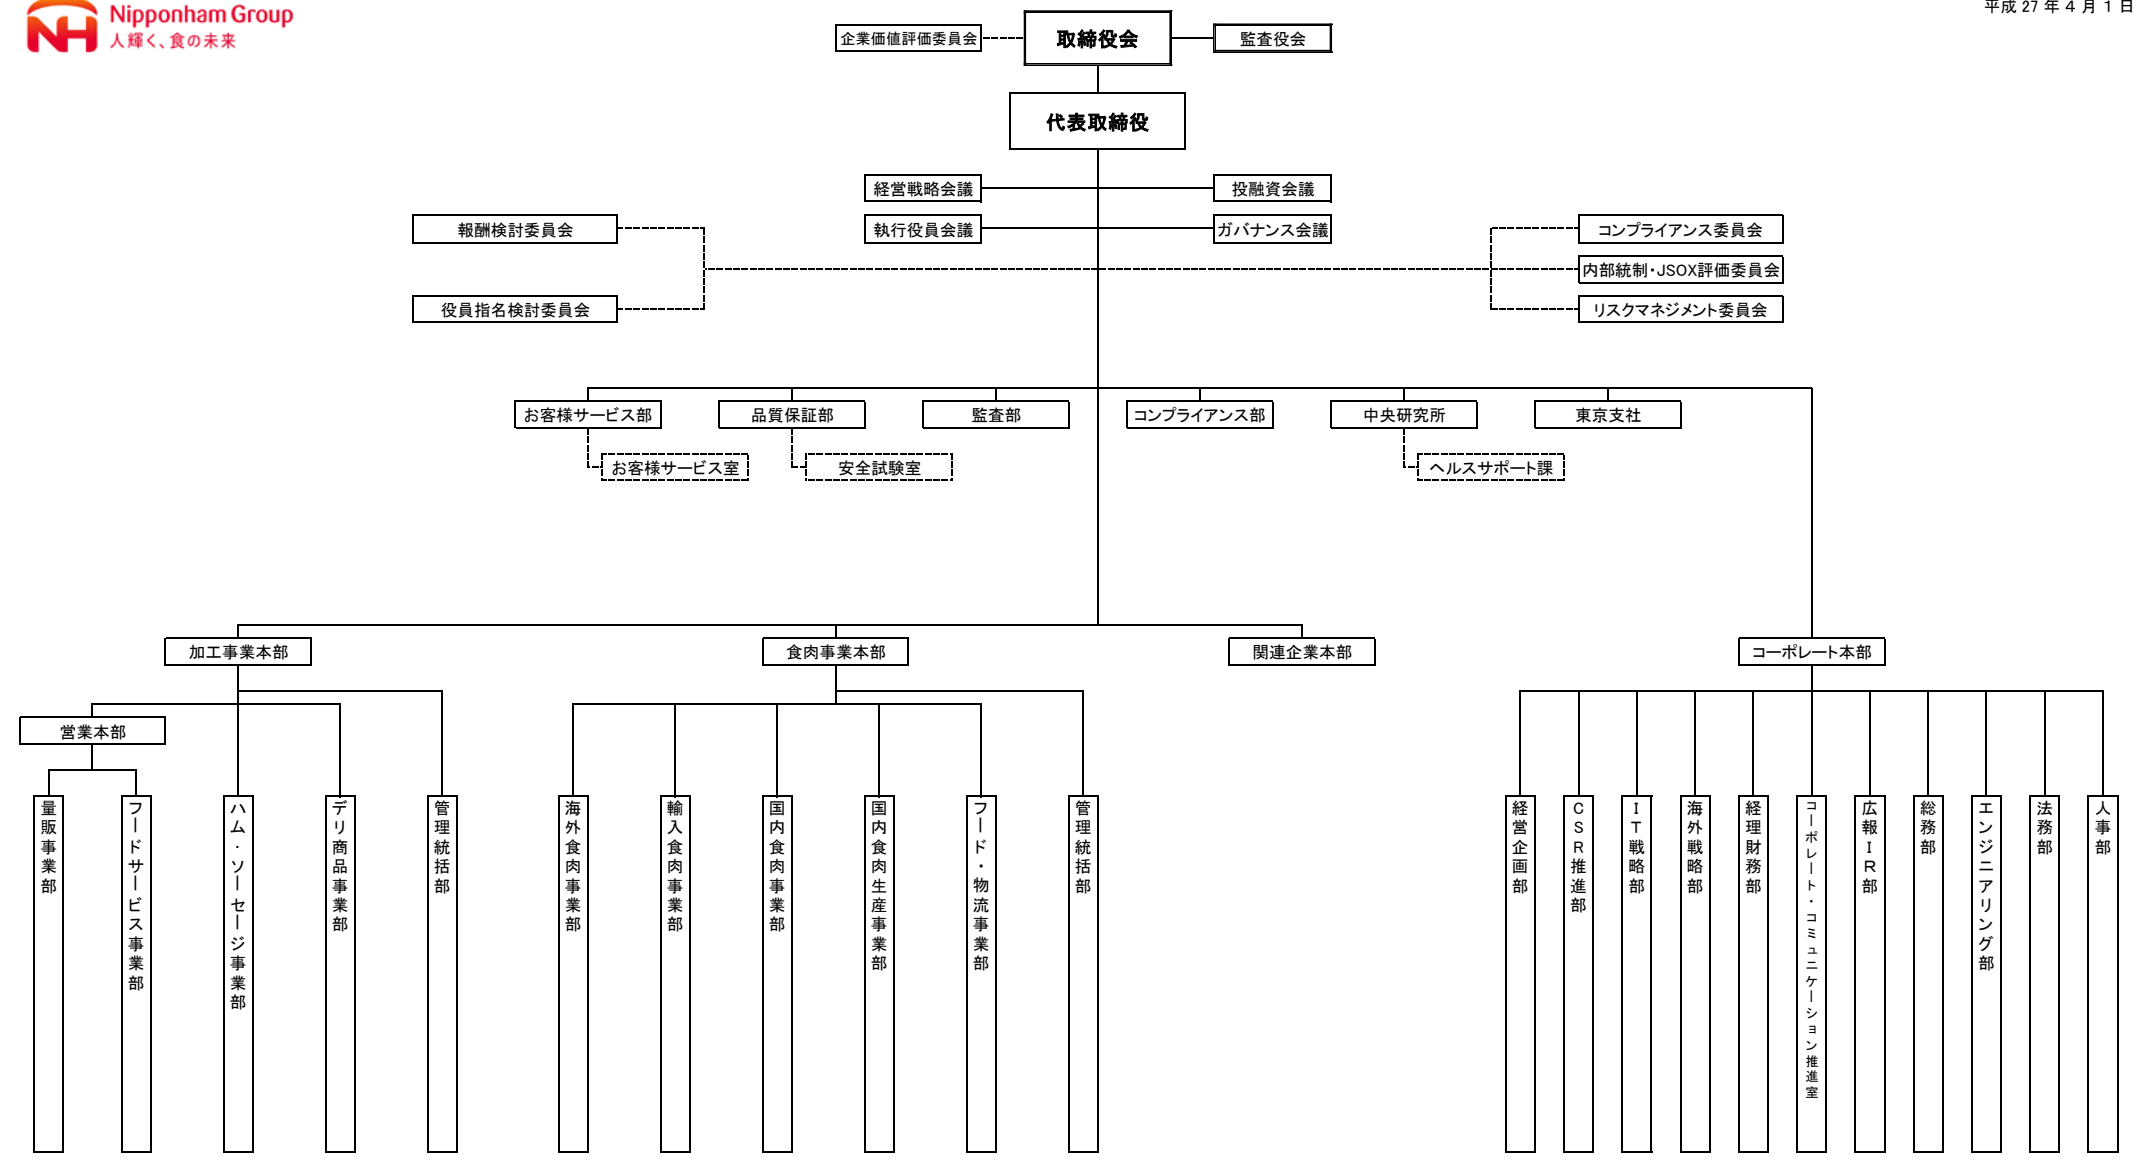 Nipponham Group
人輝く、食の未来
平成 27 年 4 月 1 日
企業価値評価委員会
取締役会
監査役会
代表取締役
経営戦略会議
投融資会議
報酬検討委員会
執行役員会議
ガバナンス会議
コンプライアンス委員会
内部統制・JSOX評価委員会
役員指名検討委員会
リスクマネジメント委員会
お客様サービス部
品質保証部
監査部
コンプライアンス部
中央研究所
東京支社
お客様サービス室
安全試験室
ヘルスサポート課
加工事業本部
食肉事業本部
関連企業本部
コーポレート本部
営業本部
量販事業部
フードサービス事業部
ハム・ソーセージ事業部
デリ商品事業部
管理統括部
海外食肉事業部
輸入食肉事業部
国内食肉事業部
国内食肉生産事業部
フード・物流事業部
管理統括部
経営企画部
CSR推進部
IT戦略部
海外戦略部
経理財務部
コーポレート・コミュニケーション推進室
広報IR部
総務部
エンジニアリング部
法務部
人事部